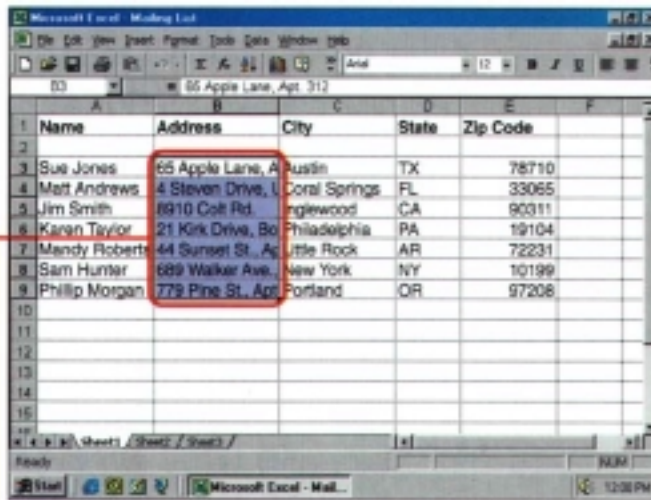 Microsoft Excel - Mailing List
File Edit View Insert Format Tools Data Window Help
Arial 12 B I U
B3 = 65 Apple Lane, Apt. 312
A B C D E F
1 Name Address City State Zip Code
2
3 Sue Jones 65 Apple Lane, A Austin TX 78710
4 Matt Andrews 4 Steven Drive, U Coral Springs FL 33065
5 Jim Smith 8910 Colt Rd. Inglewood CA 90311
6 Karen Taylor 21 Kirk Drive, Bo Philadelphia PA 19104
7 Mandy Roberts 44 Sunset St., Ap Little Rock AR 72231
8 Sam Hunter 689 Walker Ave., New York NY 10199
9 Phillip Morgan 779 Pine St., Apt Portland OR 97208
10
11
12
13
14
15
Sheet1 Sheet2 Sheet3
Ready NUM
Start Microsoft Excel - Mail... 12:00 PM